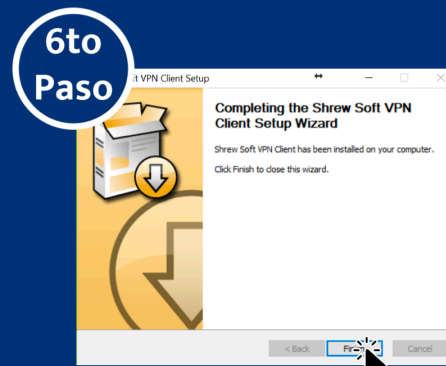 6to
Paso
ft VPN Client Setup
Completing the Shrew Soft VPN
Client Setup Wizard
Shrew Soft VPN Client has been installed on your computer.
Click Finish to close this wizard.
< Back
Cancel